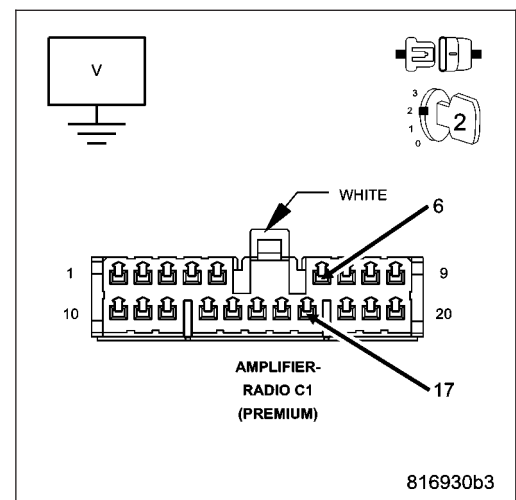 V
3
2
1
0
2
WHITE
6
1
9
10
20
17
AMPLIFIER-
RADIO C1
(PREMIUM)
816930b3